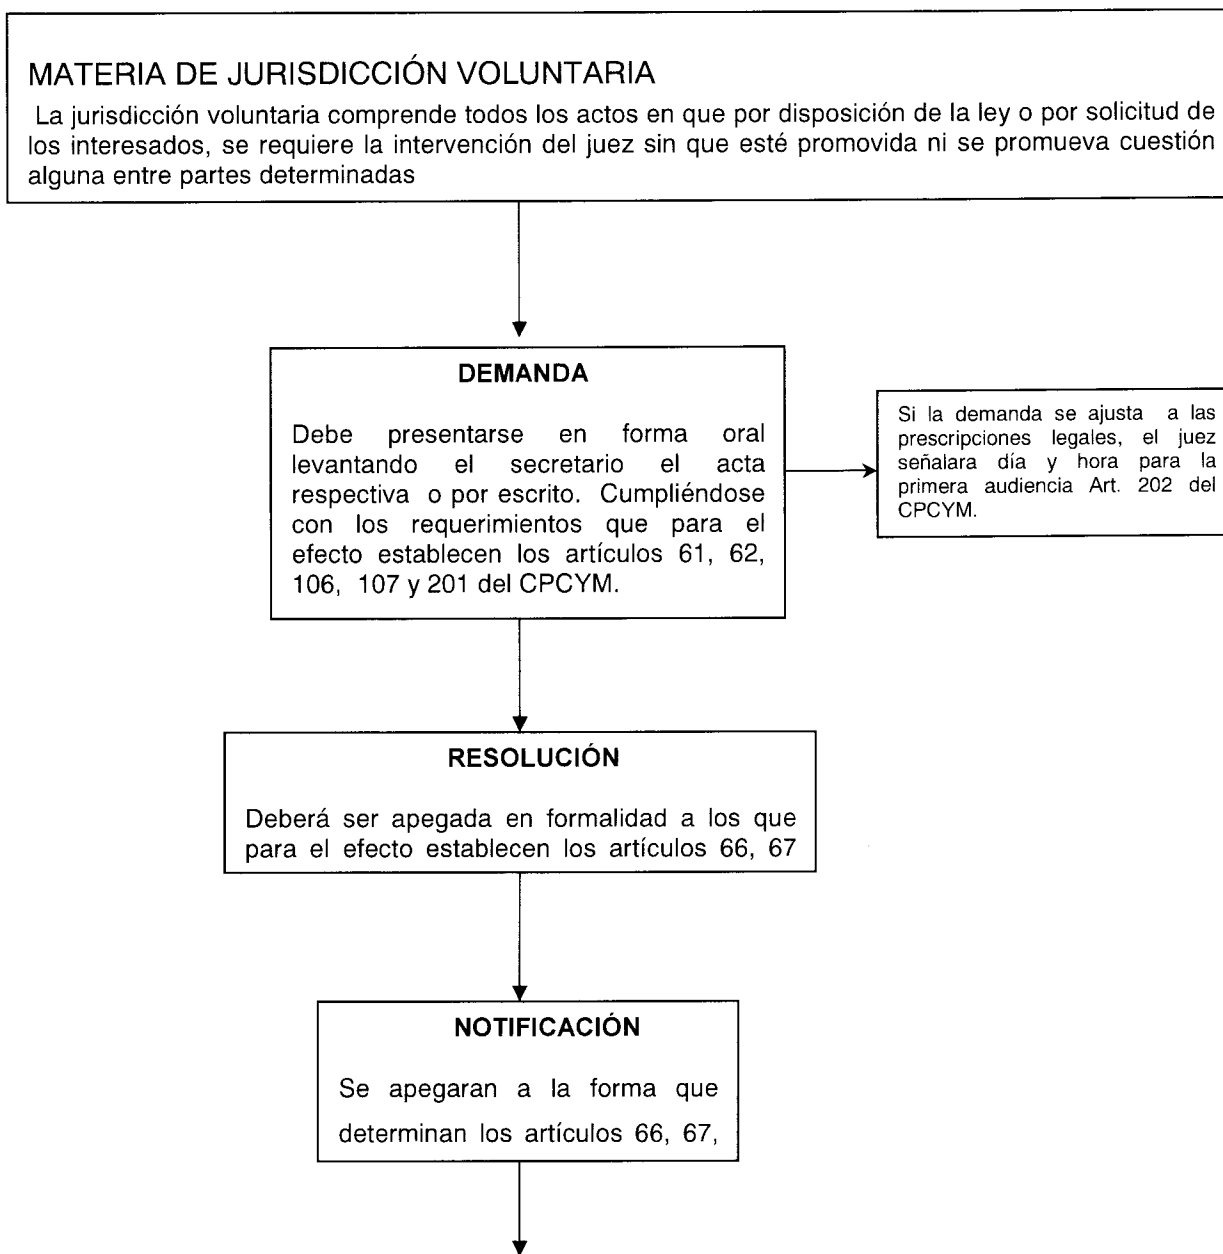 MATERIA DE JURISDICCIÓN VOLUNTARIA
La jurisdicción voluntaria comprende todos los actos en que por disposición de la ley o por solicitud de
los interesados, se requiere la intervención del juez sin que esté promovida ni se promueva cuestión
alguna entre partes determinadas
DEMANDA
Debe presentarse en forma oral
levantando el secretario el acta
respectiva o por escrito. Cumpliéndose
con los requerimientos que para el
efecto establecen los artículos 61, 62,
106, 107 y 201 del CPCYM.
Si la demanda se ajusta a las
prescripciones legales, el juez
señalara día y hora para la
primera audiencia Art. 202 del
CPCYM.
RESOLUCIÓN
Deberá ser apegada en formalidad a los que
para el efecto establecen los artículos 66, 67
NOTIFICACIÓN
Se apegaran a la forma que
determinan los artículos 66, 67,